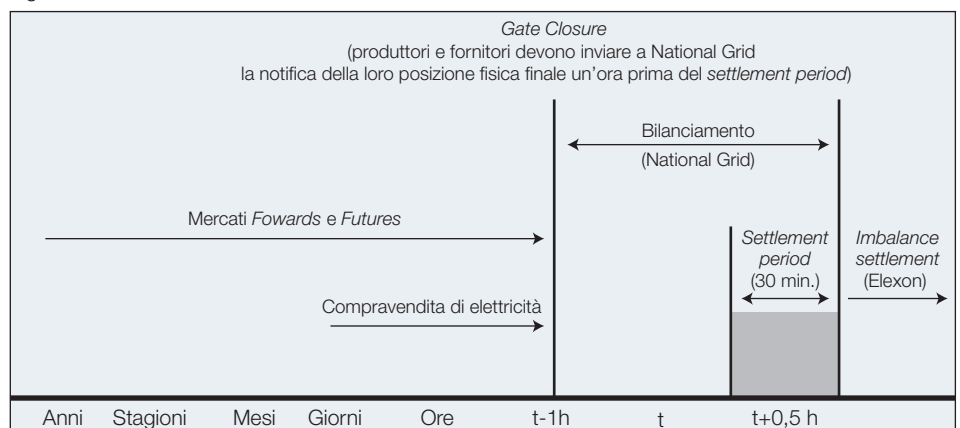 Gate Closure
(produttori e fornitori devono inviare a National Grid
la notifica della loro posizione fisica finale un'ora prima del settlement period)
Bilanciamento
(National Grid)
Mercati Fowards e Futures
Settlement
period
(30 min.)
Imbalance
settlement
(Elexon)
Compravendita di elettricità
Anni Stagioni Mesi Giorni Ore t-1h t t+0,5 h